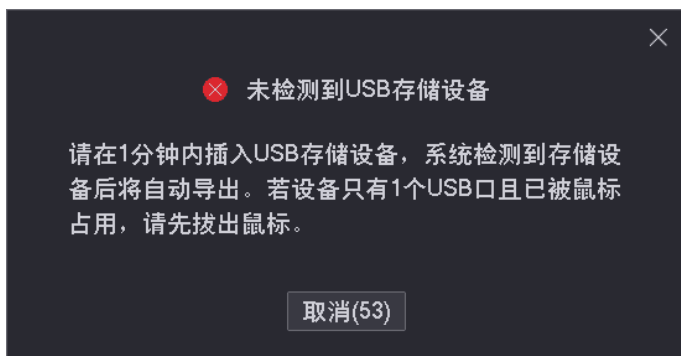 未检测到USB存储设备
请在1分钟内插入USB存储设备，系统检测到存储设
备后将自动导出。若设备只有1个USB口且已被鼠标
占用，请先拔出鼠标。
取消(53)